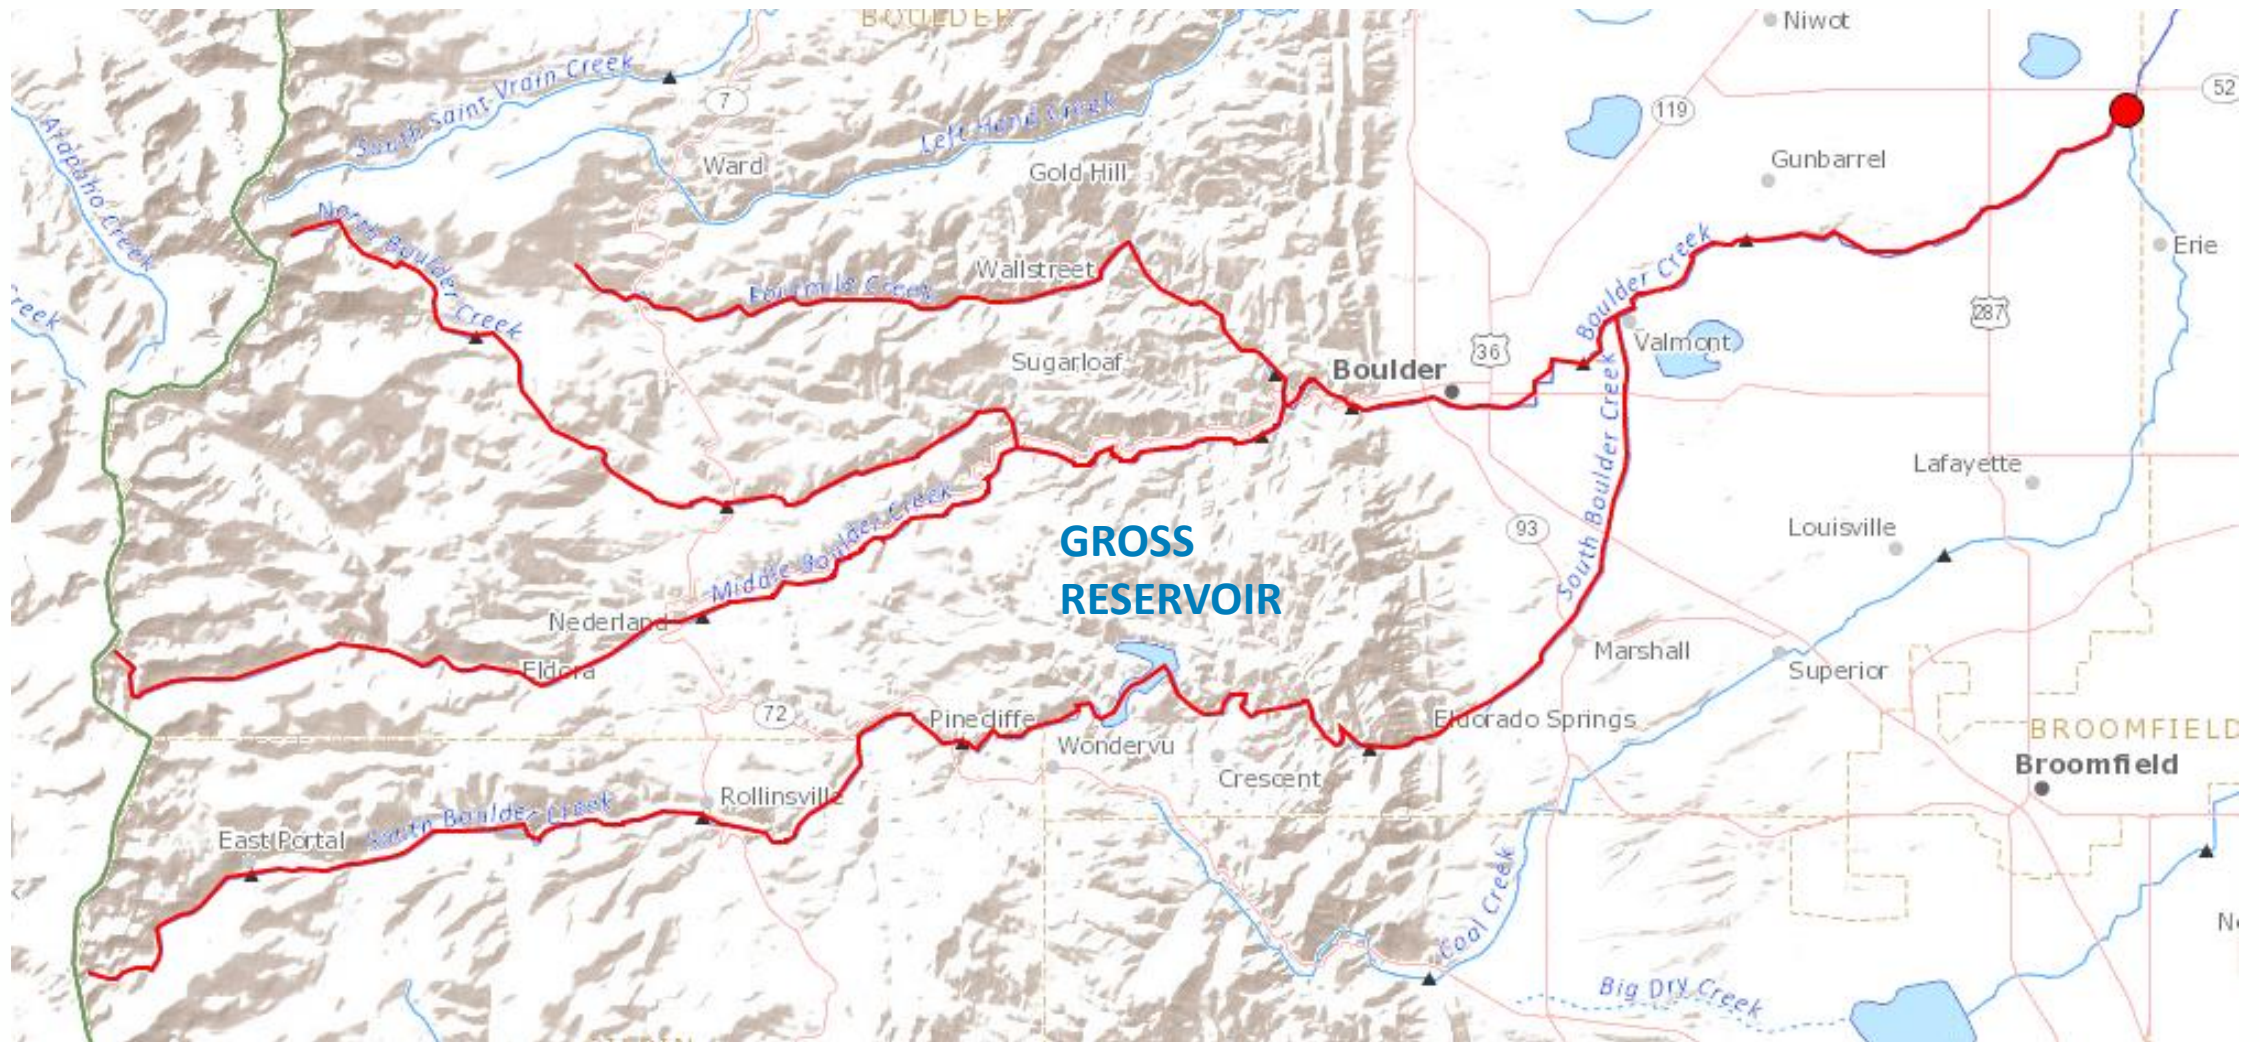 BOULDER
Niwot
South Saint Vrain Creek
7
52
119
Left Hand Creek
Arapaho Creek
Ward
Gold Hill
Gunbarrel
North Boulder Creek
Boulder Creek
Erie
Wallstreet
Fourmile Creek
Creek
287
Valmont
36
Sugarloaf
Boulder
South Boulder Creek
Lafayette
Middle Boulder Creek
93
Louisville
GROSS
RESERVOIR
Nederland
Marshall
Eldora
Superior
72
Pinecliffe
Eldorado Springs
BROOMFIELD
Wondervu
Crescent
Broomfield
Rollinsville
South Boulder Creek
East Portal
Coal Creek
Big Dry Creek